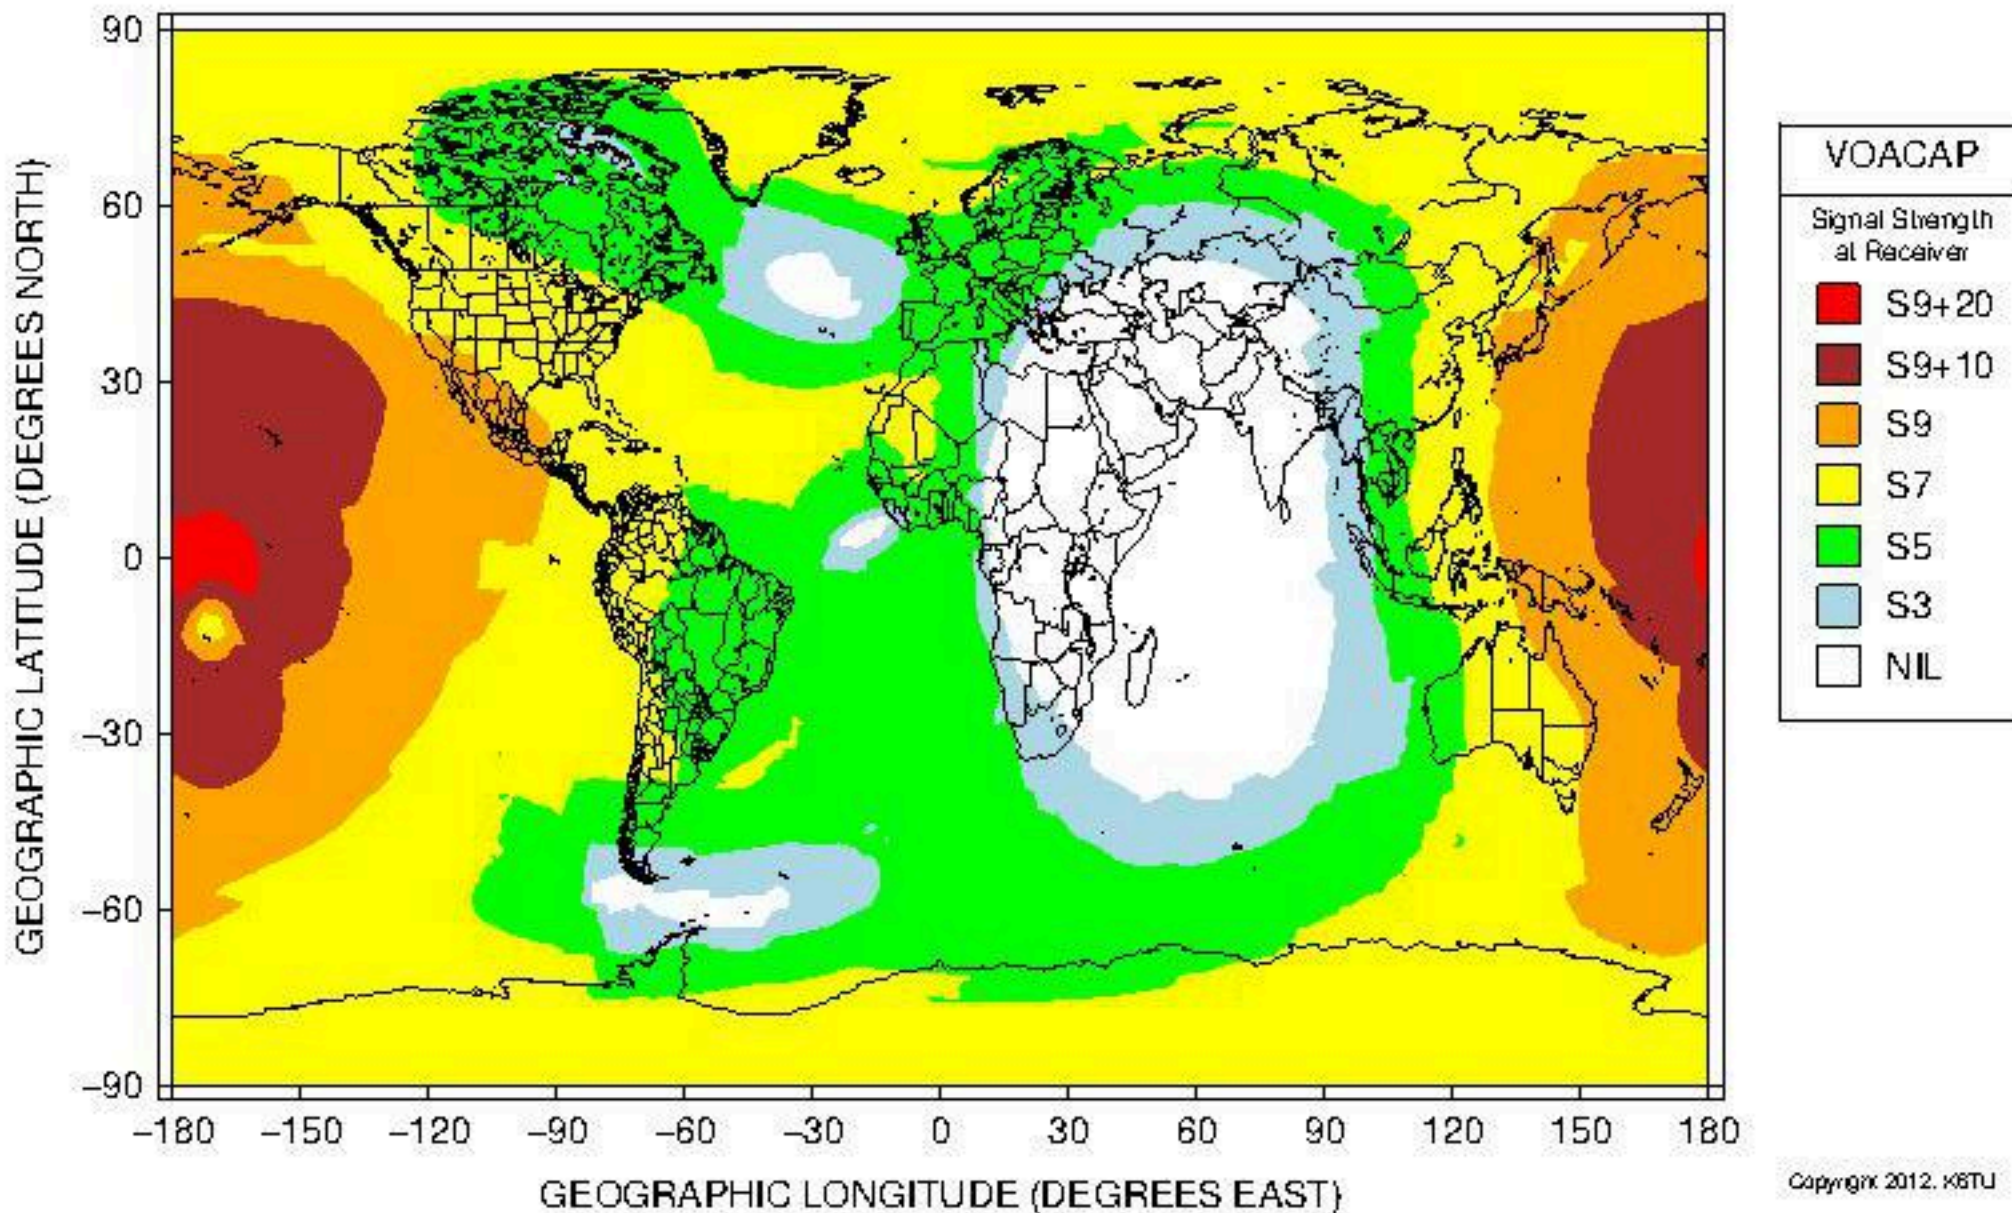 90
60
30
0
−30
−60
−90
GEOGRAPHIC LATITUDE (DEGREES NORTH)
−180 −150 −120 −90 −60 −30 0 30 60 90 120 150 180
GEOGRAPHIC LONGITUDE (DEGREES EAST)
VOACAP
Signal Strength
at Receiver
S9+20
S9+10
S9
S7
S5
S3
NIL
Copyright 2012, K6TU